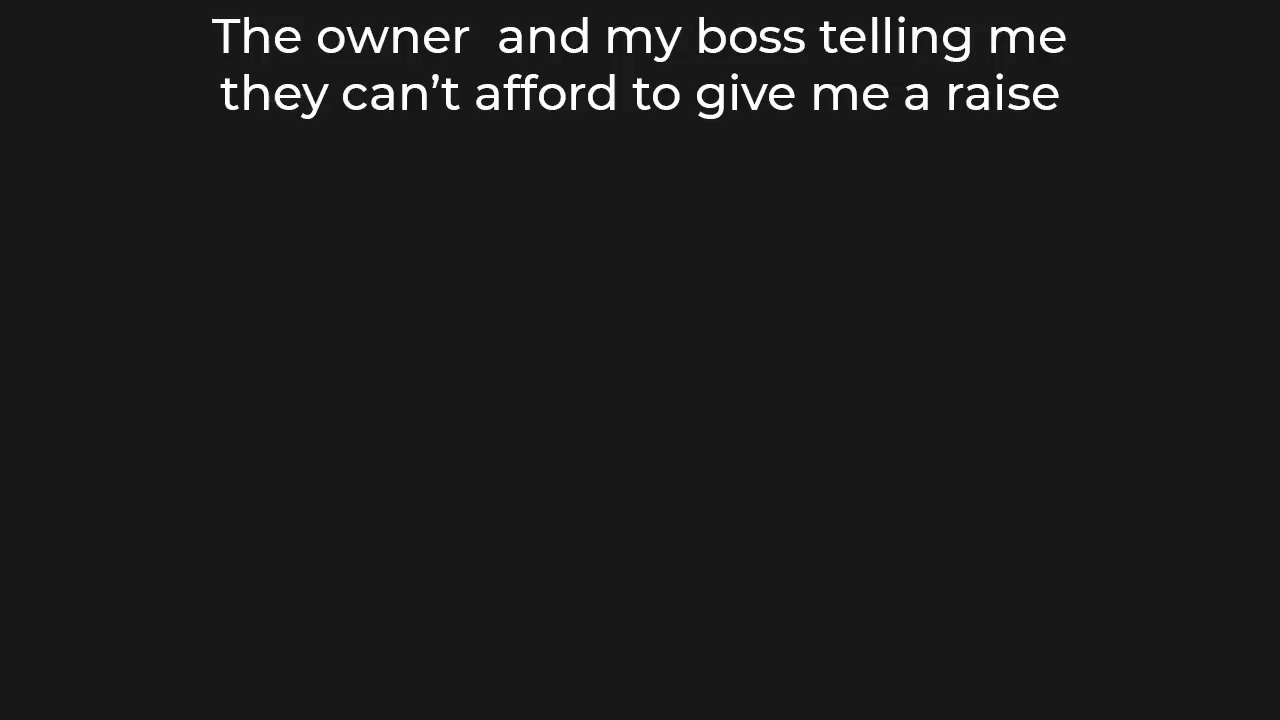 The owner  and my boss telling me
they can’t afford to give me a raise